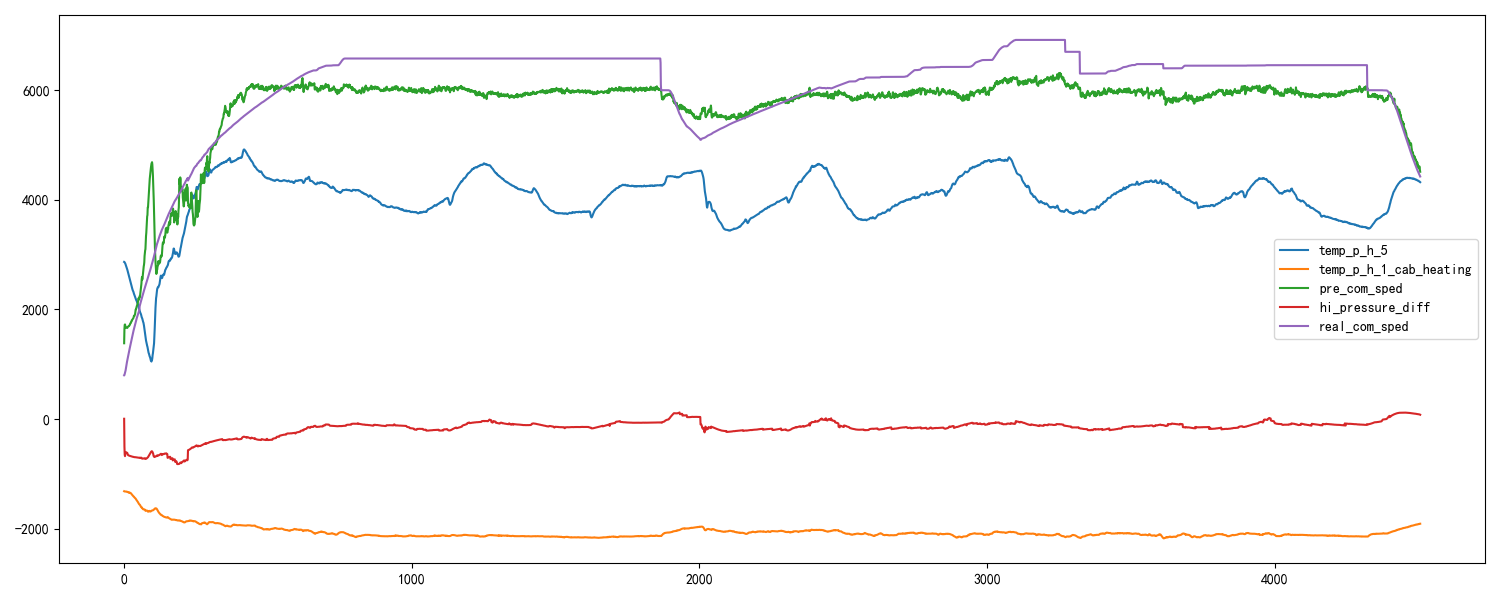 6000
4000
2000
0
−2000
0
1000
2000
3000
4000
temp_p_h_5
temp_p_h_1_cab_heating
pre_com_sped
hi_pressure_diff
real_com_sped